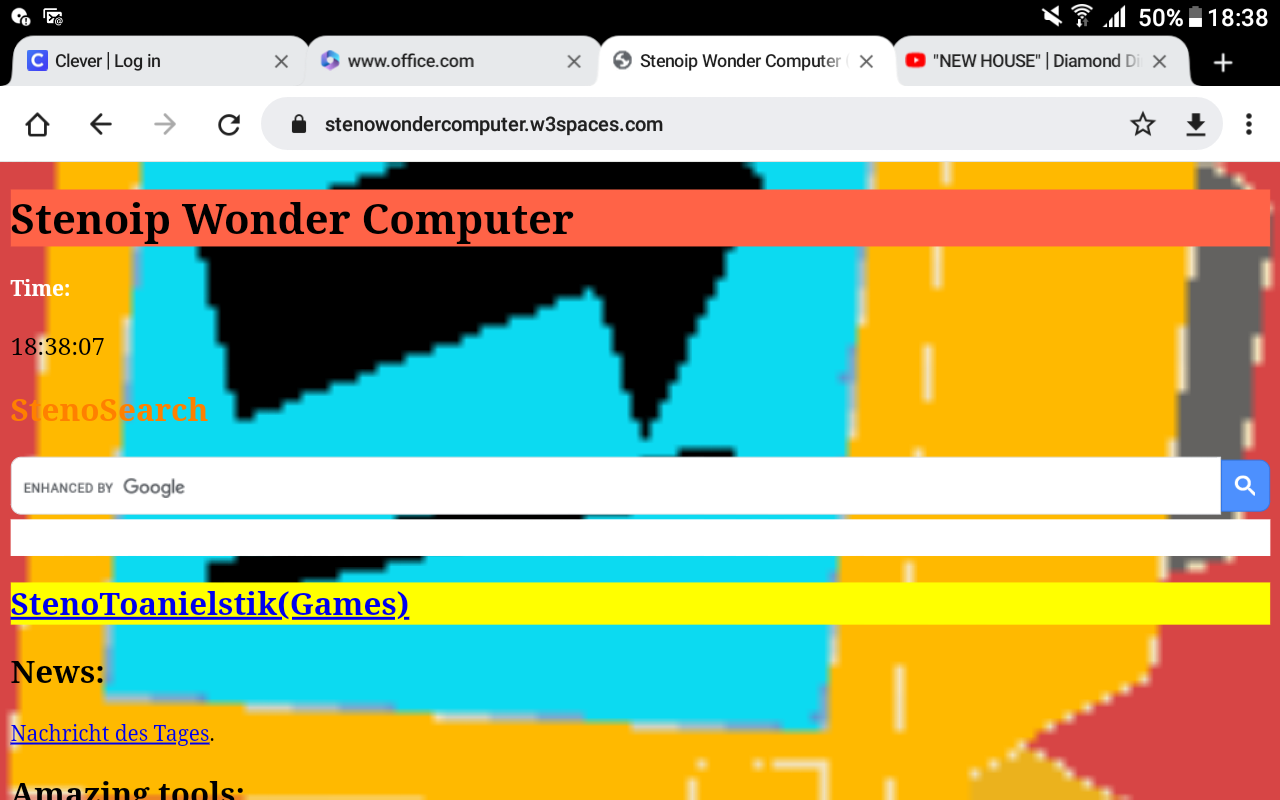 50% 18:38
Clever | Log in
www.office.com
Stenoip Wonder Computer
"NEW HOUSE" | Diamond Di
stenowondercomputer.w3spaces.com
Stenoip Wonder Computer
Time:
18:38:07
StenoSearch
ENHANCED BY Google
StenoToanielstik(Games)
News:
Nachricht des Tages.
Amazing tools: